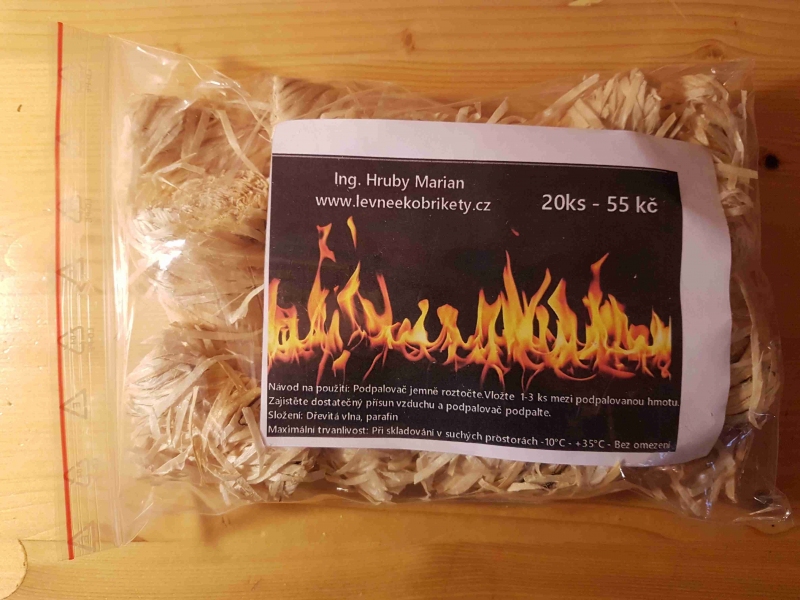 Ing. Hruby Marian
www.levneekobrikety.cz
20ks - 55 kč
Návod na použití: Podpalovač jemně roztočte.Vložte 1-3 ks mezi podpalovanou hmotu.
Zajistěte dostatečný přísun vzduchu a podpalovač podpalte.
Složení: Dřevitá vlna, parafin
Maximální trvanlivost: Při skladování v suchých prostorách -10°C - +35°C - Bez omezení.